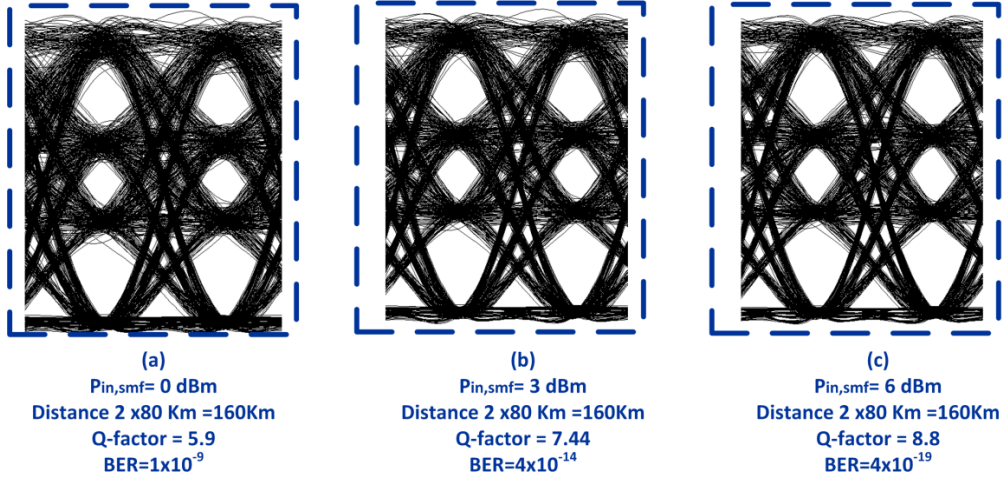 (a)
Pin,smf= 0 dBm
Distance 2 x80 Km =160Km
Q-factor = 5.9
BER=1x10⁻⁹
(b)
Pin,smf= 3 dBm
Distance 2 x80 Km =160Km
Q-factor = 7.44
BER=4x10⁻¹⁴
(c)
Pin,smf= 6 dBm
Distance 2 x80 Km =160Km
Q-factor = 8.8
BER=4x10⁻¹⁹